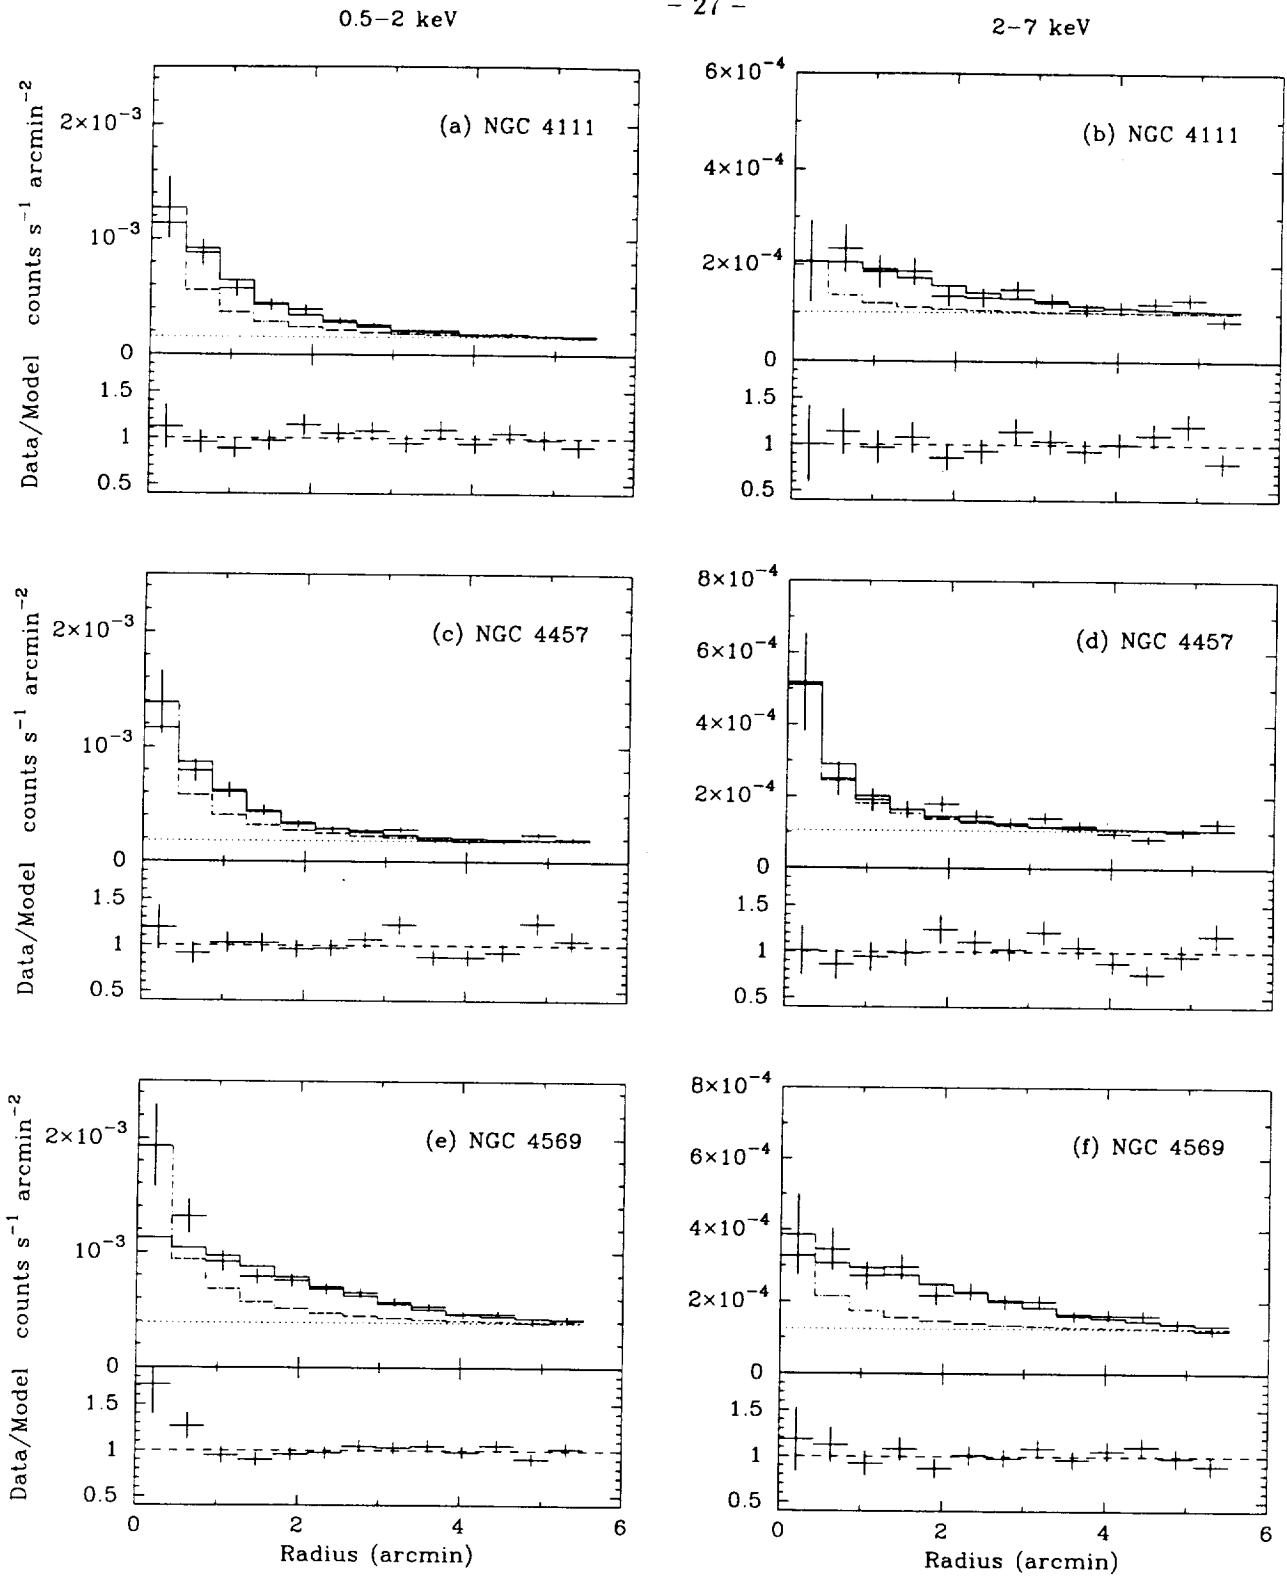 - 27 -
0.5-2 keV
2-7 keV
counts s⁻¹ arcmin⁻²
Data/Model
(a) NGC 4111
2×10⁻³
10⁻³
0
1.5
1
0.5
(b) NGC 4111
6×10⁻⁴
4×10⁻⁴
2×10⁻⁴
0
1.5
1
0.5
counts s⁻¹ arcmin⁻²
Data/Model
(c) NGC 4457
2×10⁻³
10⁻³
0
1.5
1
0.5
(d) NGC 4457
8×10⁻⁴
6×10⁻⁴
4×10⁻⁴
2×10⁻⁴
0
1.5
1
0.5
counts s⁻¹ arcmin⁻²
Data/Model
(e) NGC 4569
2×10⁻³
10⁻³
0
1.5
1
0.5
0 2 4 6
Radius (arcmin)
(f) NGC 4569
8×10⁻⁴
6×10⁻⁴
4×10⁻⁴
2×10⁻⁴
0
1.5
1
0.5
0 2 4 6
Radius (arcmin)